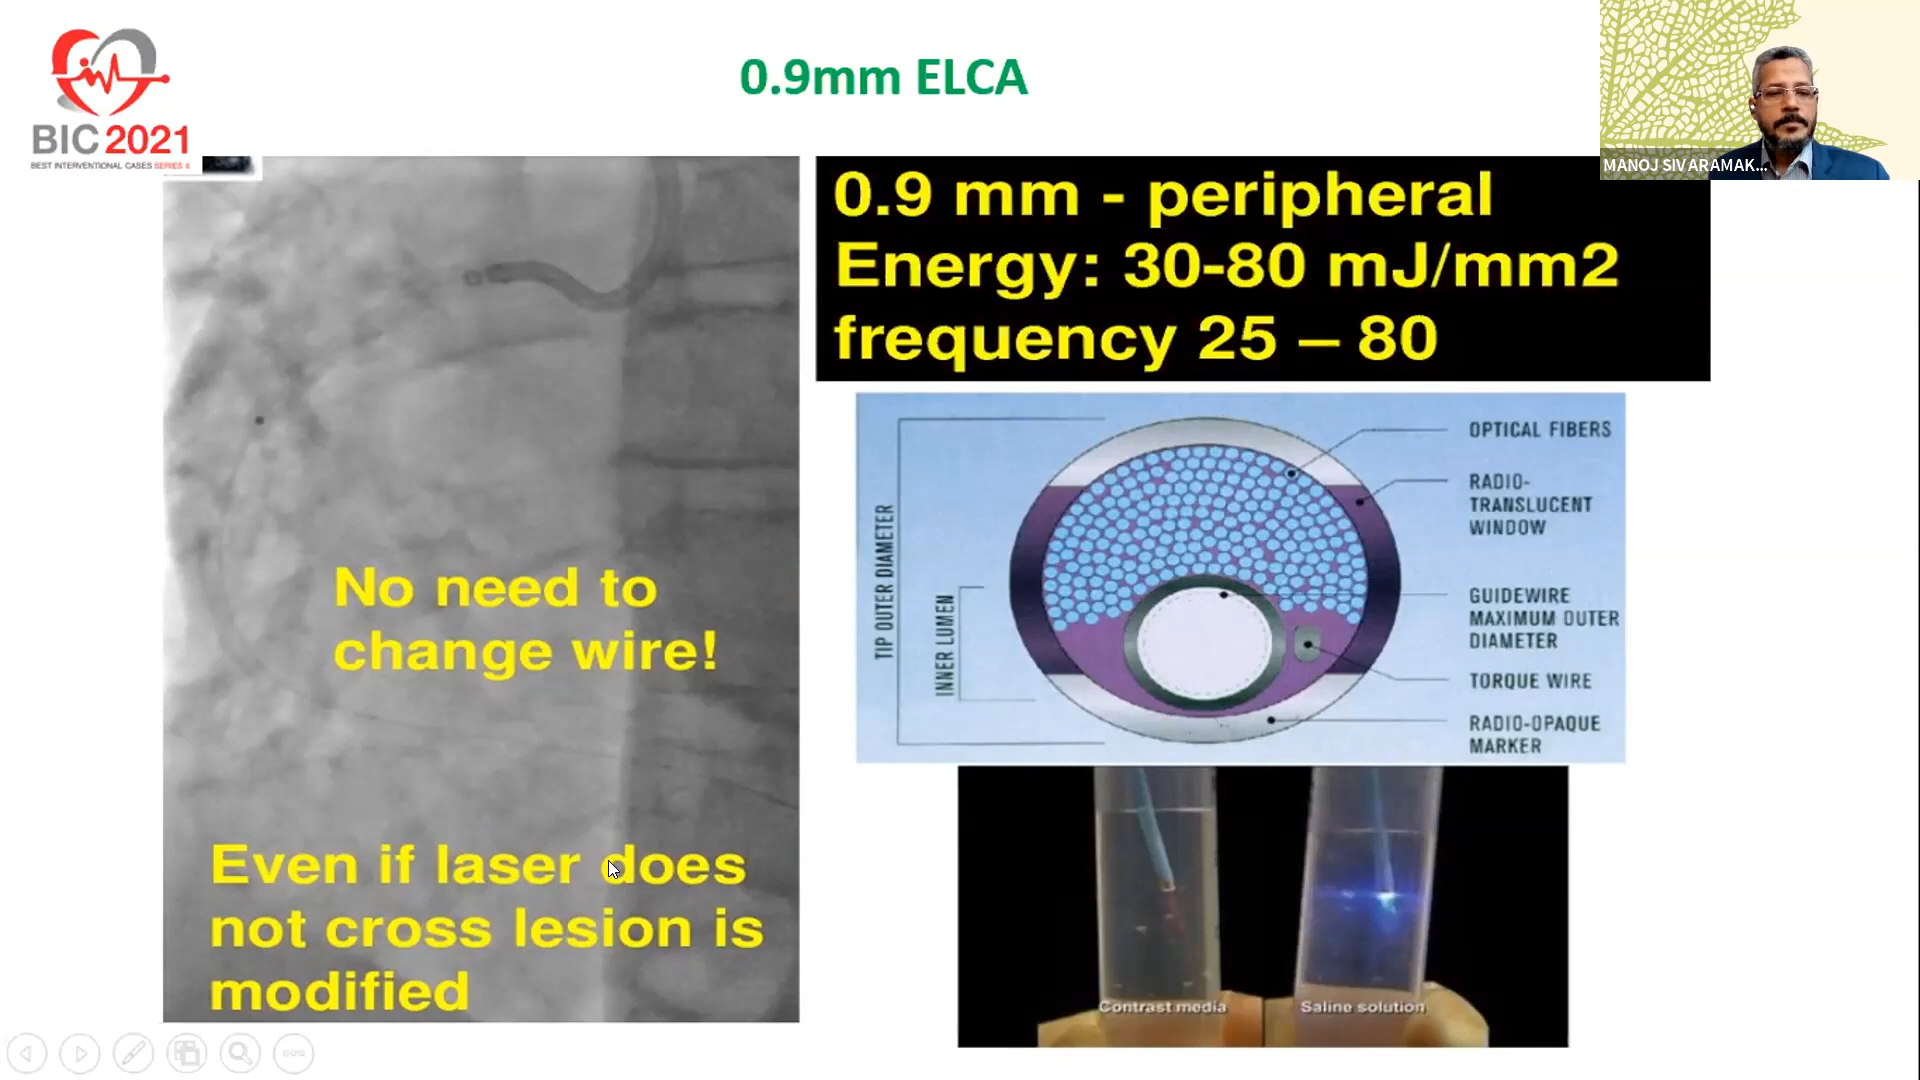 BIC 2021
BEST INTERVENTIONAL CASES SERIES II
0.9mm ELCA
MANOJ SIVARAMAK...
0.9 mm - peripheral
Energy: 30-80 mJ/mm2
frequency 25 – 80
No need to
change wire!
Even if laser does
not cross lesion is
modified
TIP OUTER DIAMETER
INNER LUMEN
OPTICAL FIBERS
RADIO-
TRANSLUCENT
WINDOW
GUIDEWIRE
MAXIMUM OUTER
DIAMETER
TORQUE WIRE
RADIO-OPAQUE
MARKER
Contrast media
Saline solution